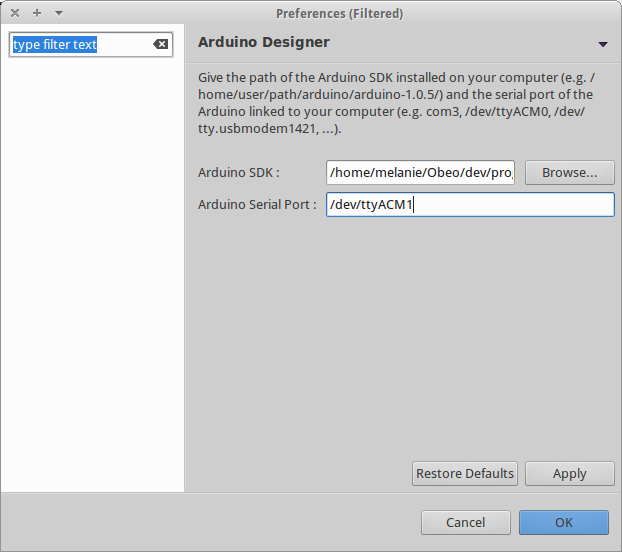 Preferences (Filtered)
type filter text
Arduino Designer
Give the path of the Arduino SDK installed on your computer (e.g. /
home/user/path/arduino/arduino-1.0.5/) and the serial port of the
Arduino linked to your computer (e.g. com3, /dev/ttyACM0, /dev/
tty.usbmodem1421, ...).
Arduino SDK : /home/melanie/Obeo/dev/prog Browse...
Arduino Serial Port : /dev/ttyACM1
Restore Defaults Apply
Cancel OK